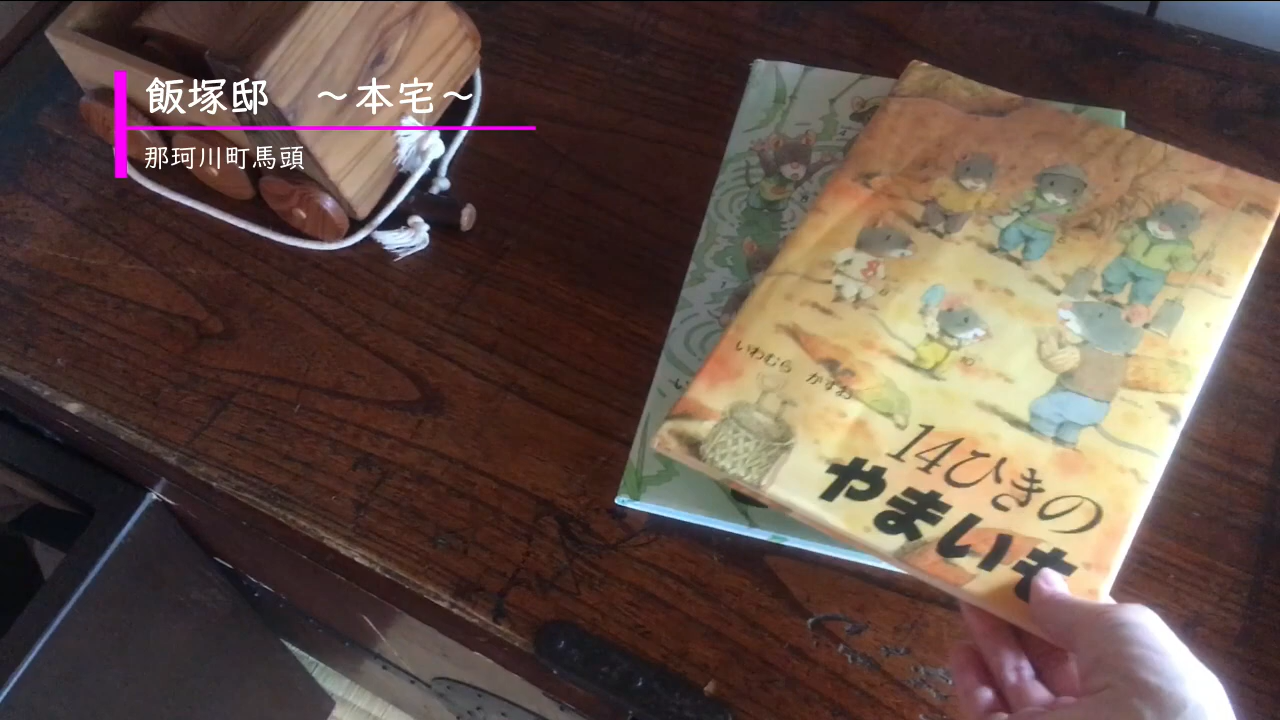 飯塚邸　～本宅～
那珂川町馬頭
いわむら かずお
14ひきの
やまいも